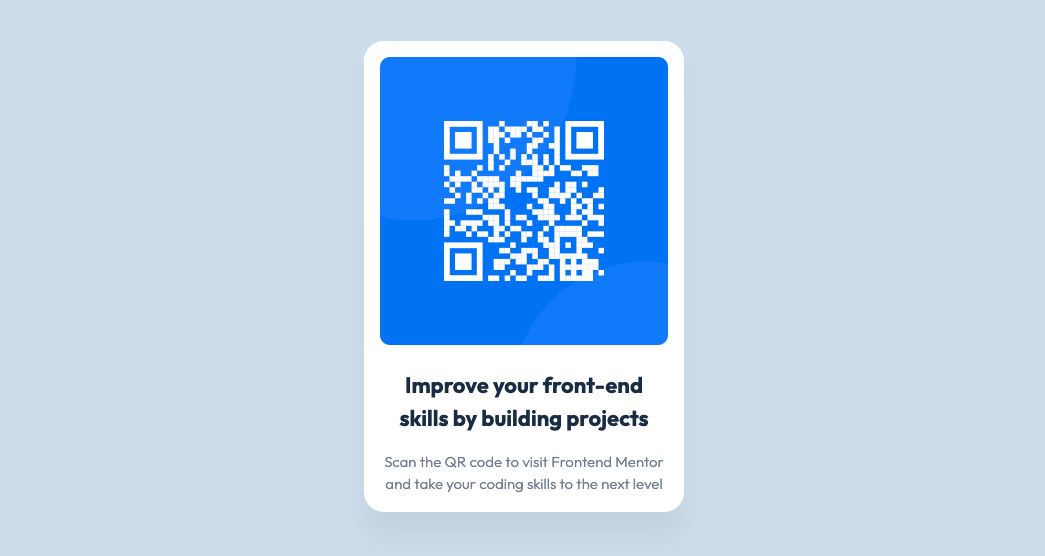 Improve your front-end
skills by building projects
Scan the QR code to visit Frontend Mentor
and take your coding skills to the next level